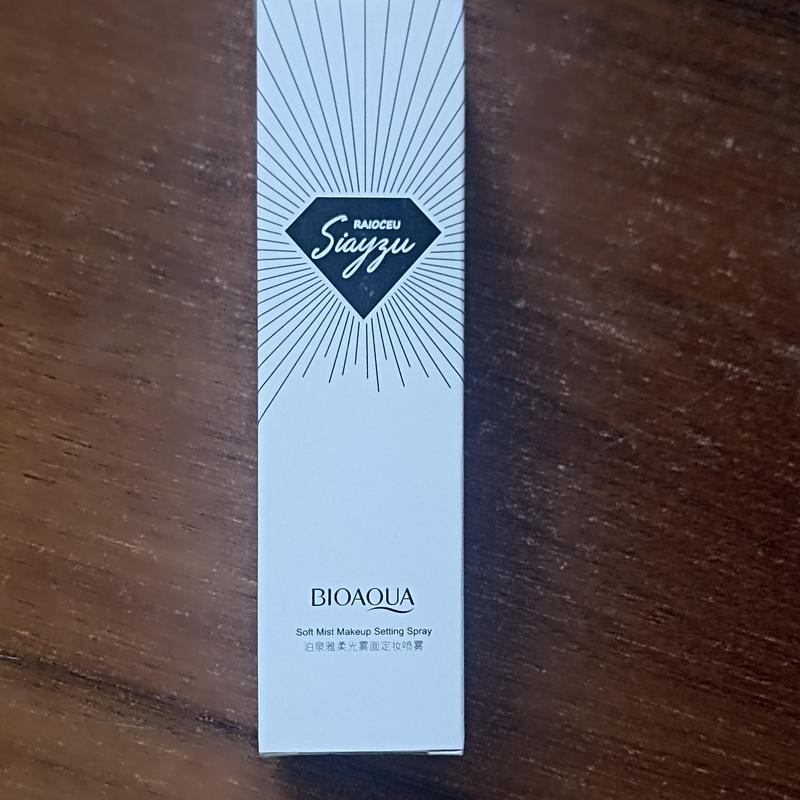 RAIOCEU
Siayzu
BIOAQUA
Soft Mist Makeup Setting Spray
泊泉雅柔光雾面定妆喷雾